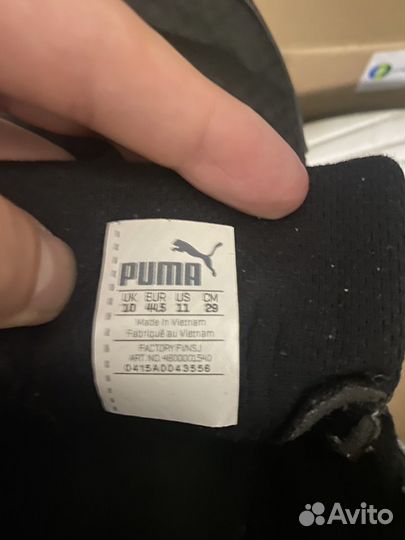 PUMA
UK EUR US CM
10 44.5 11 29
Made in Vietnam
Fabriqué au Vietnam
FACTORY:FVNSJ
ART. NO.:4800001540
0415A0043556
Avito